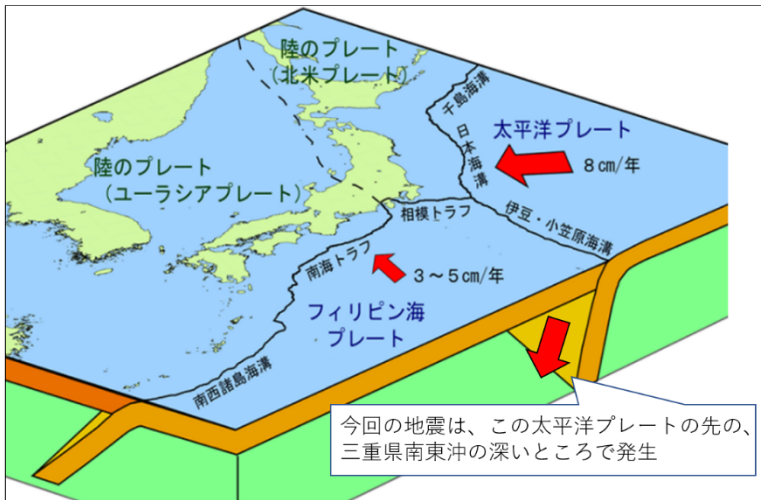 陸のプレート
（北米プレート）
千島海溝
太平洋プレート
日本海溝
8㎝/年
陸のプレート
（ユーラシアプレート）
相模トラフ
伊豆・小笠原海溝
南海トラフ
3～5㎝/年
フィリピン海
プレート
南西諸島海溝
今回の地震は、この太平洋プレートの先の、
三重県南東沖の深いところで発生